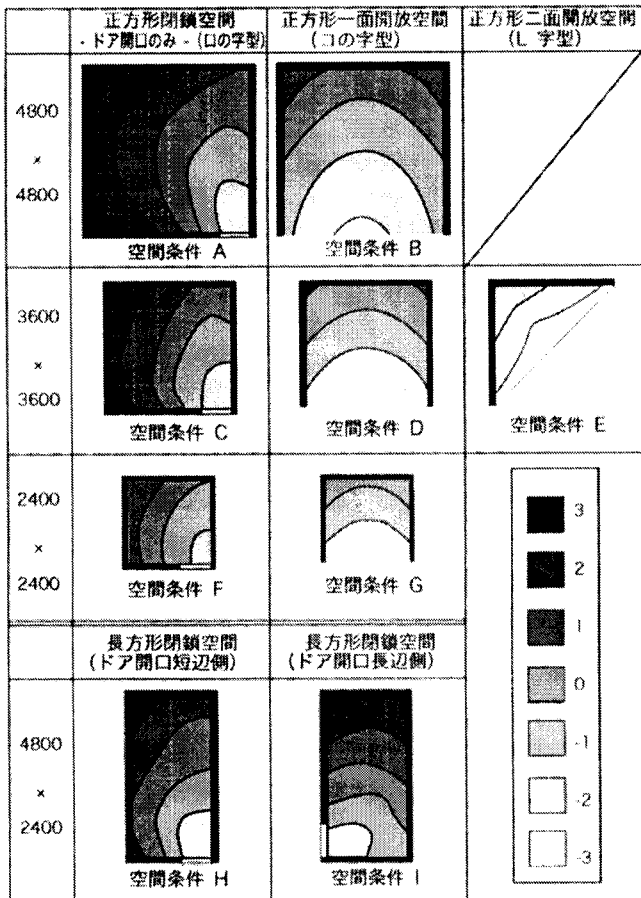 正方形閉鎖空間
- ドア開口のみ - (口の字型)
正方形一面開放空間
(コの字型)
正方形二面開放空間
(L 字型)
4800
×
4800
空間条件 A
空間条件 B
3600
×
3600
空間条件 C
空間条件 D
空間条件 E
2400
×
2400
空間条件 F
空間条件 G
長方形閉鎖空間
(ドア開口短辺側)
長方形閉鎖空間
(ドア開口長辺側)
4800
×
2400
空間条件 H
空間条件 I
3
2
1
0
-1
-2
-3